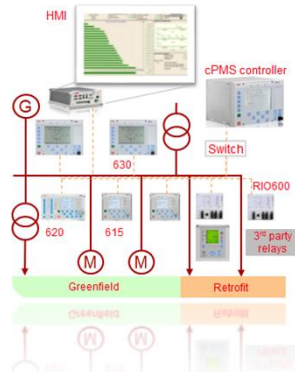 HMI
cPMS controller
G
Switch
630
RIO600
620
615
3rd party
relays
M
M
Greenfield
Retrofit